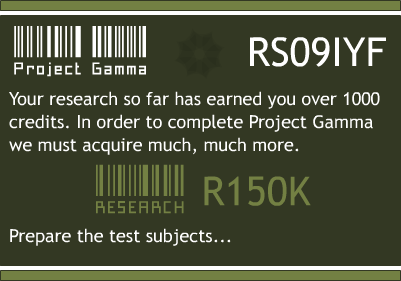 Project Gamma
RS09IYF
Your research so far has earned you over 1000
credits. In order to complete Project Gamma
we must acquire much, much more.
RESEARCH
R150K
Prepare the test subjects...